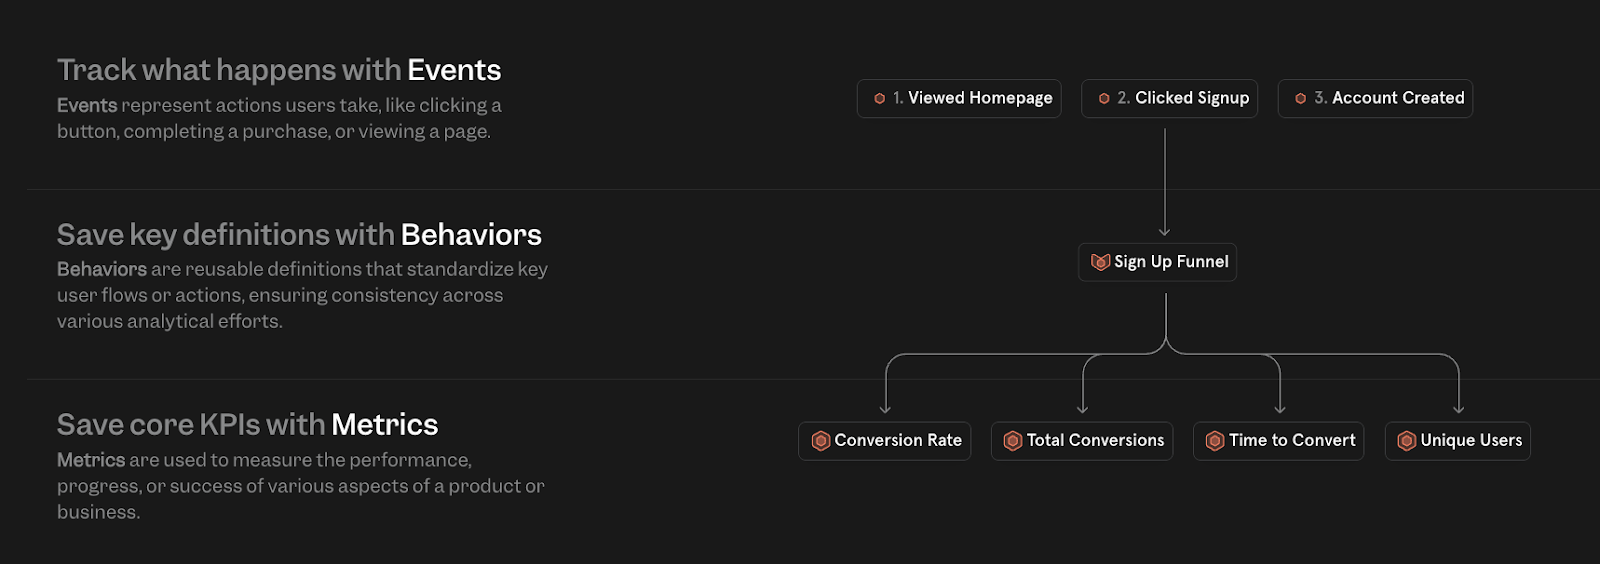 Track what happens with Events
Events represent actions users take, like clicking a
button, completing a purchase, or viewing a page.
1. Viewed Homepage
2. Clicked Signup
3. Account Created
Save key definitions with Behaviors
Behaviors are reusable definitions that standardize key
user flows or actions, ensuring consistency across
various analytical efforts.
Sign Up Funnel
Save core KPIs with Metrics
Metrics are used to measure the performance,
progress, or success of various aspects of a product or
business.
Conversion Rate
Total Conversions
Time to Convert
Unique Users